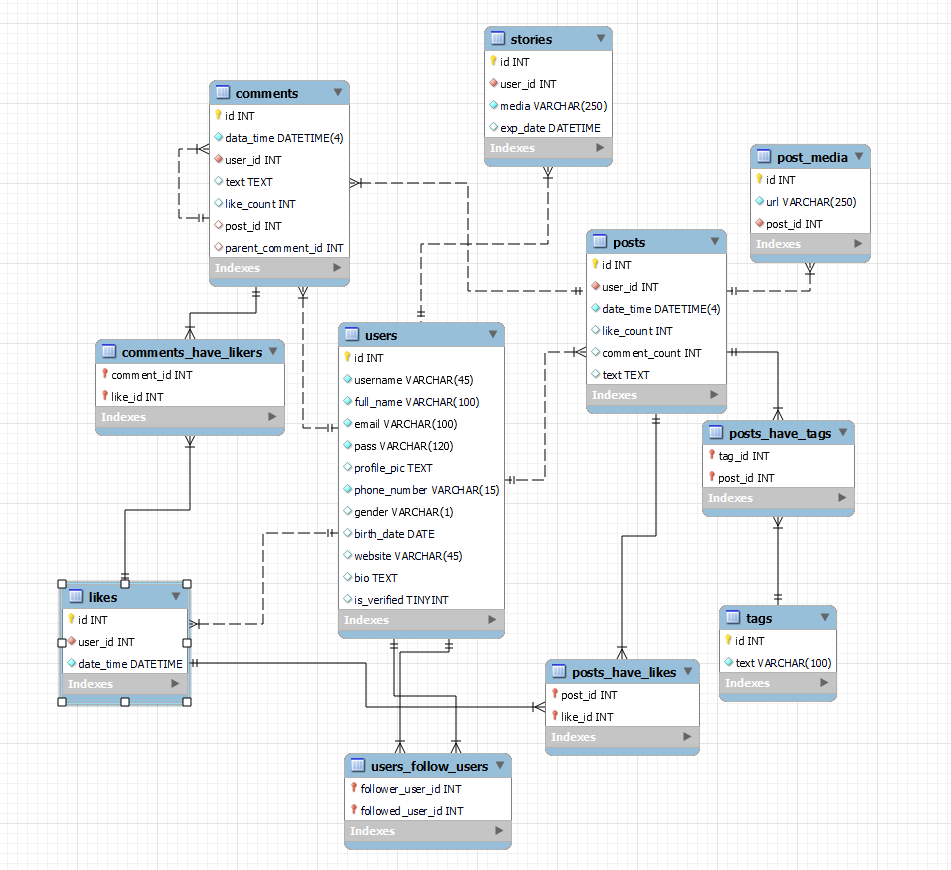 stories
id INT
user_id INT
media VARCHAR(250)
exp_date DATETIME
Indexes
comments
id INT
data_time DATETIME(4)
user_id INT
text TEXT
like_count INT
post_id INT
parent_comment_id INT
Indexes
post_media
id INT
url VARCHAR(250)
post_id INT
Indexes
posts
id INT
user_id INT
date_time DATETIME(4)
like_count INT
comment_count INT
text TEXT
Indexes
users
id INT
username VARCHAR(45)
full_name VARCHAR(100)
email VARCHAR(100)
pass VARCHAR(120)
profile_pic TEXT
phone_number VARCHAR(15)
gender VARCHAR(1)
birth_date DATE
website VARCHAR(45)
bio TEXT
is_verified TINYINT
Indexes
comments_have_likers
comment_id INT
like_id INT
Indexes
posts_have_tags
tag_id INT
post_id INT
Indexes
likes
id INT
user_id INT
date_time DATETIME
Indexes
tags
id INT
text VARCHAR(100)
Indexes
posts_have_likes
post_id INT
like_id INT
Indexes
users_follow_users
follower_user_id INT
followed_user_id INT
Indexes